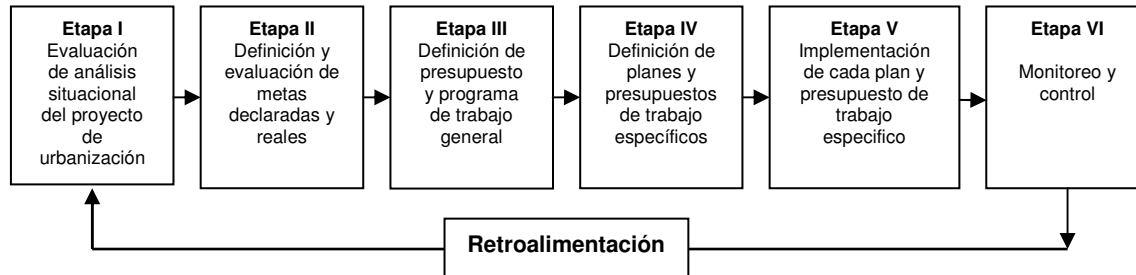 Etapa I
Evaluación
de análisis
situacional
del proyecto
de
urbanización
Etapa II
Definición y
evaluación de
metas
declaradas y
reales
Etapa III
Definición de
presupuesto
y programa
de trabajo
general
Etapa IV
Definición de
planes y
presupuestos
de trabajo
específicos
Etapa V
Implementación
de cada plan y
presupuesto de
trabajo
especifico
Etapa VI
Monitoreo y
control
Retroalimentación